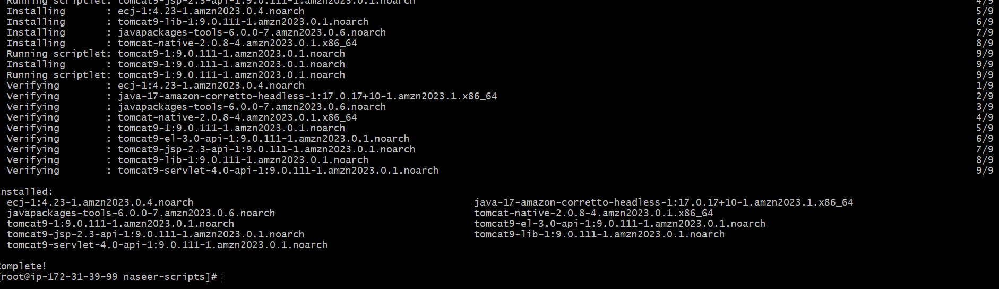 Running scriptlet: tomcat9-jsp-2.3-api-1:9.0.111-1.amzn2023.0.1.noarch 4/9
Installing : ecj-1:4.23-1.amzn2023.0.4.noarch 5/9
Installing : tomcat9-lib-1:9.0.111-1.amzn2023.0.1.noarch 6/9
Installing : javapackages-tools-6.0.0-7.amzn2023.0.6.noarch 7/9
Installing : tomcat-native-2.0.8-4.amzn2023.0.1.x86_64 8/9
Running scriptlet: tomcat9-1:9.0.111-1.amzn2023.0.1.noarch 9/9
Installing : tomcat9-1:9.0.111-1.amzn2023.0.1.noarch 9/9
Running scriptlet: tomcat9-1:9.0.111-1.amzn2023.0.1.noarch 9/9
Verifying : ecj-1:4.23-1.amzn2023.0.4.noarch 1/9
Verifying : java-17-amazon-corretto-headless-1:17.0.17+10-1.amzn2023.1.x86_64 2/9
Verifying : javapackages-tools-6.0.0-7.amzn2023.0.6.noarch 3/9
Verifying : tomcat-native-2.0.8-4.amzn2023.0.1.x86_64 4/9
Verifying : tomcat9-1:9.0.111-1.amzn2023.0.1.noarch 5/9
Verifying : tomcat9-el-3.0-api-1:9.0.111-1.amzn2023.0.1.noarch 6/9
Verifying : tomcat9-jsp-2.3-api-1:9.0.111-1.amzn2023.0.1.noarch 7/9
Verifying : tomcat9-lib-1:9.0.111-1.amzn2023.0.1.noarch 8/9
Verifying : tomcat9-servlet-4.0-api-1:9.0.111-1.amzn2023.0.1.noarch 9/9
Installed:
ecj-1:4.23-1.amzn2023.0.4.noarch java-17-amazon-corretto-headless-1:17.0.17+10-1.amzn2023.1.x86_64
javapackages-tools-6.0.0-7.amzn2023.0.6.noarch tomcat-native-2.0.8-4.amzn2023.0.1.x86_64
tomcat9-1:9.0.111-1.amzn2023.0.1.noarch tomcat9-el-3.0-api-1:9.0.111-1.amzn2023.0.1.noarch
tomcat9-jsp-2.3-api-1:9.0.111-1.amzn2023.0.1.noarch tomcat9-lib-1:9.0.111-1.amzn2023.0.1.noarch
tomcat9-servlet-4.0-api-1:9.0.111-1.amzn2023.0.1.noarch
Complete!
[root@ip-172-31-39-99 naseer-scripts]#